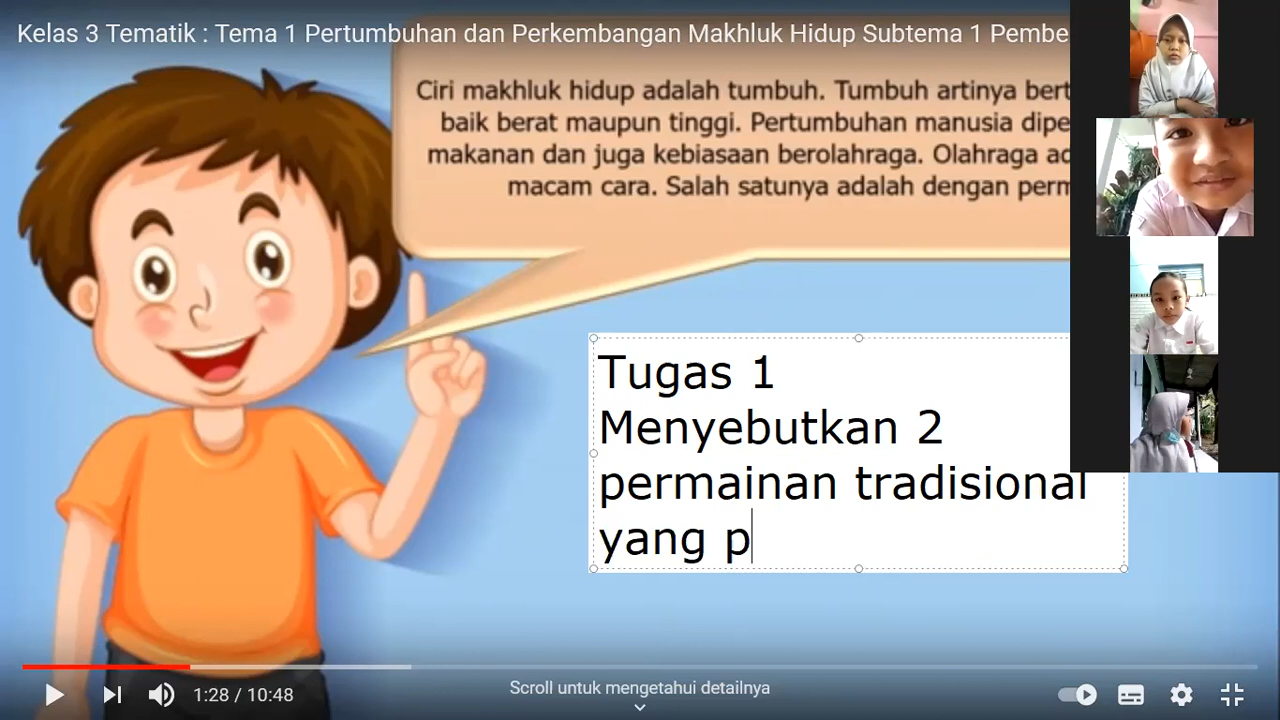 Kelas 3 Tematik : Tema 1 Pertumbuhan dan Perkembangan Makhluk Hidup Subtema 1 Pembe
Ciri makhluk hidup adalah tumbuh. Tumbuh artinya bert
baik berat maupun tinggi. Pertumbuhan manusia dipe
makanan dan juga kebiasaan berolahraga. Olahraga ad
macam cara. Salah satunya adalah dengan perm
Tugas 1
Menyebutkan 2
permainan tradisional
yang p
1:28 / 10:48
Scroll untuk mengetahui detailnya